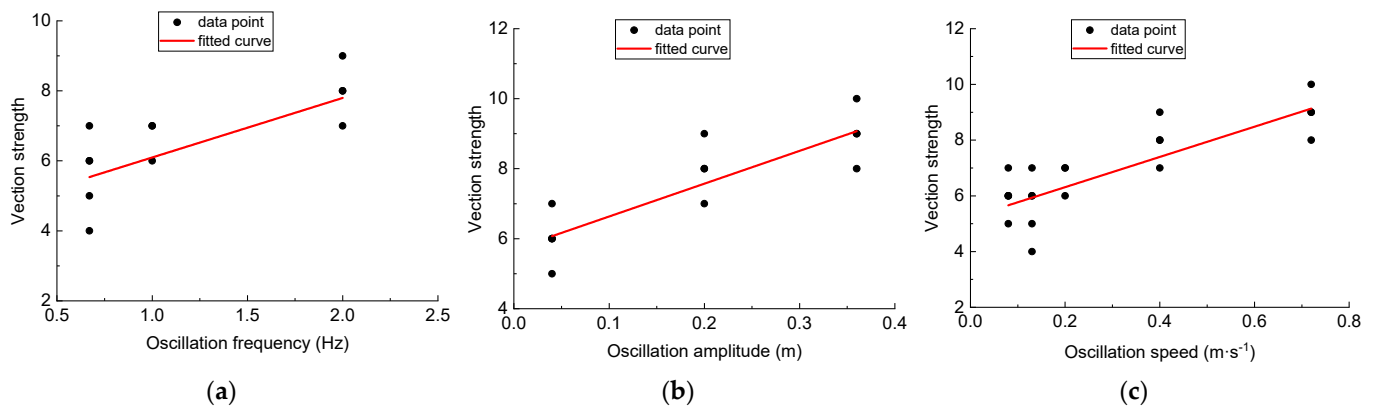 data point
fitted curve
Vection strength
10
8
6
4
2
0.5
1.0
1.5
2.0
2.5
Oscillation frequency (Hz)
(a)
data point
fitted curve
Vection strength
12
10
8
6
4
0.0
0.1
0.2
0.3
0.4
Oscillation amplitude (m)
(b)
data point
fitted curve
Vection strength
12
10
8
6
4
2
0.0
0.2
0.4
0.6
0.8
Oscillation speed (m·s⁻¹)
(c)